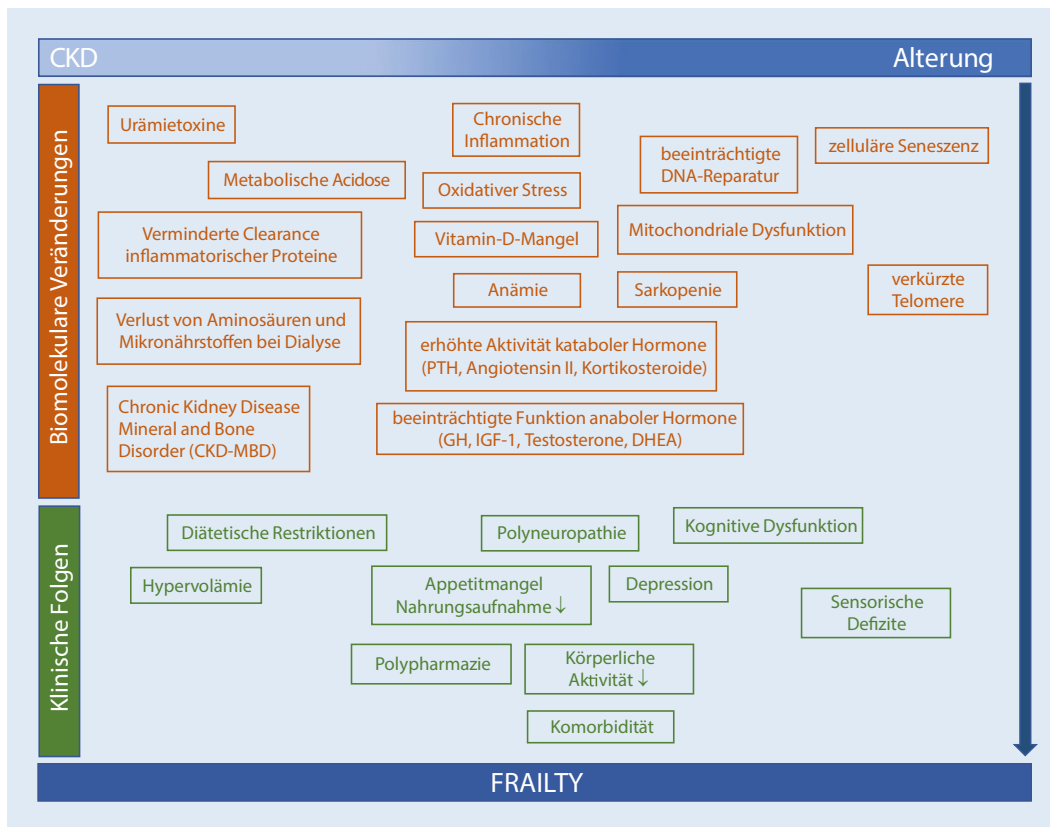 CKD
Alterung
Biomolekulare Veränderungen
Urämietoxine
Chronische
Inflammation
beeinträchtigte
DNA-Reparatur
zelluläre Seneszenz
Metabolische Acidose
Oxidativer Stress
Verminderte Clearance
inflammatorischer Proteine
Vitamin-D-Mangel
Mitochondriale Dysfunktion
Anämie
Sarkopenie
verkürzte
Telomere
Verlust von Aminosäuren und
Mikronährstoffen bei Dialyse
erhöhte Aktivität kataboler Hormone
(PTH, Angiotensin II, Kortikosteroide)
Chronic Kidney Disease
Mineral and Bone
Disorder (CKD-MBD)
beeinträchtigte Funktion anaboler Hormone
(GH, IGF-1, Testosterone, DHEA)
Klinische Folgen
Diätetische Restriktionen
Polyneuropathie
Kognitive Dysfunktion
Hypervolämie
Appetitmangel
Nahrungsaufnahme ↓
Depression
Sensorische
Defizite
Polypharmazie
Körperliche
Aktivität ↓
Komorbidität
FRAILTY